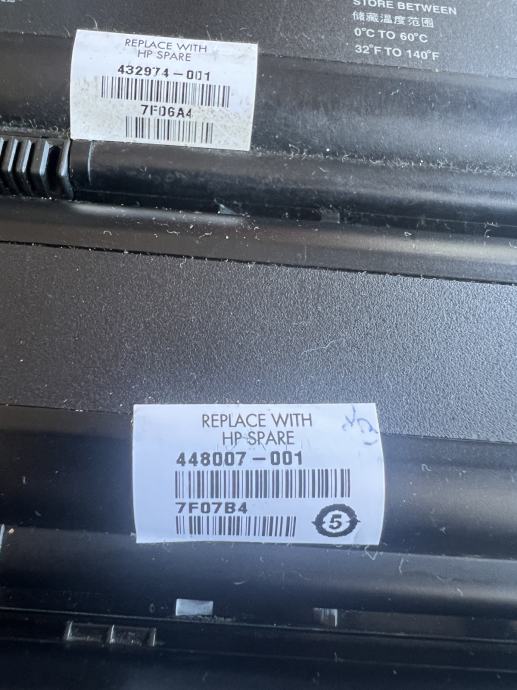 STORE BETWEEN
储藏温度范围
0°C TO 60°C
32°F TO 140°F
REPLACE WITH
HP SPARE
432974-001
7F06A4
REPLACE WITH
HP SPARE
448007-001
7F07B4
5